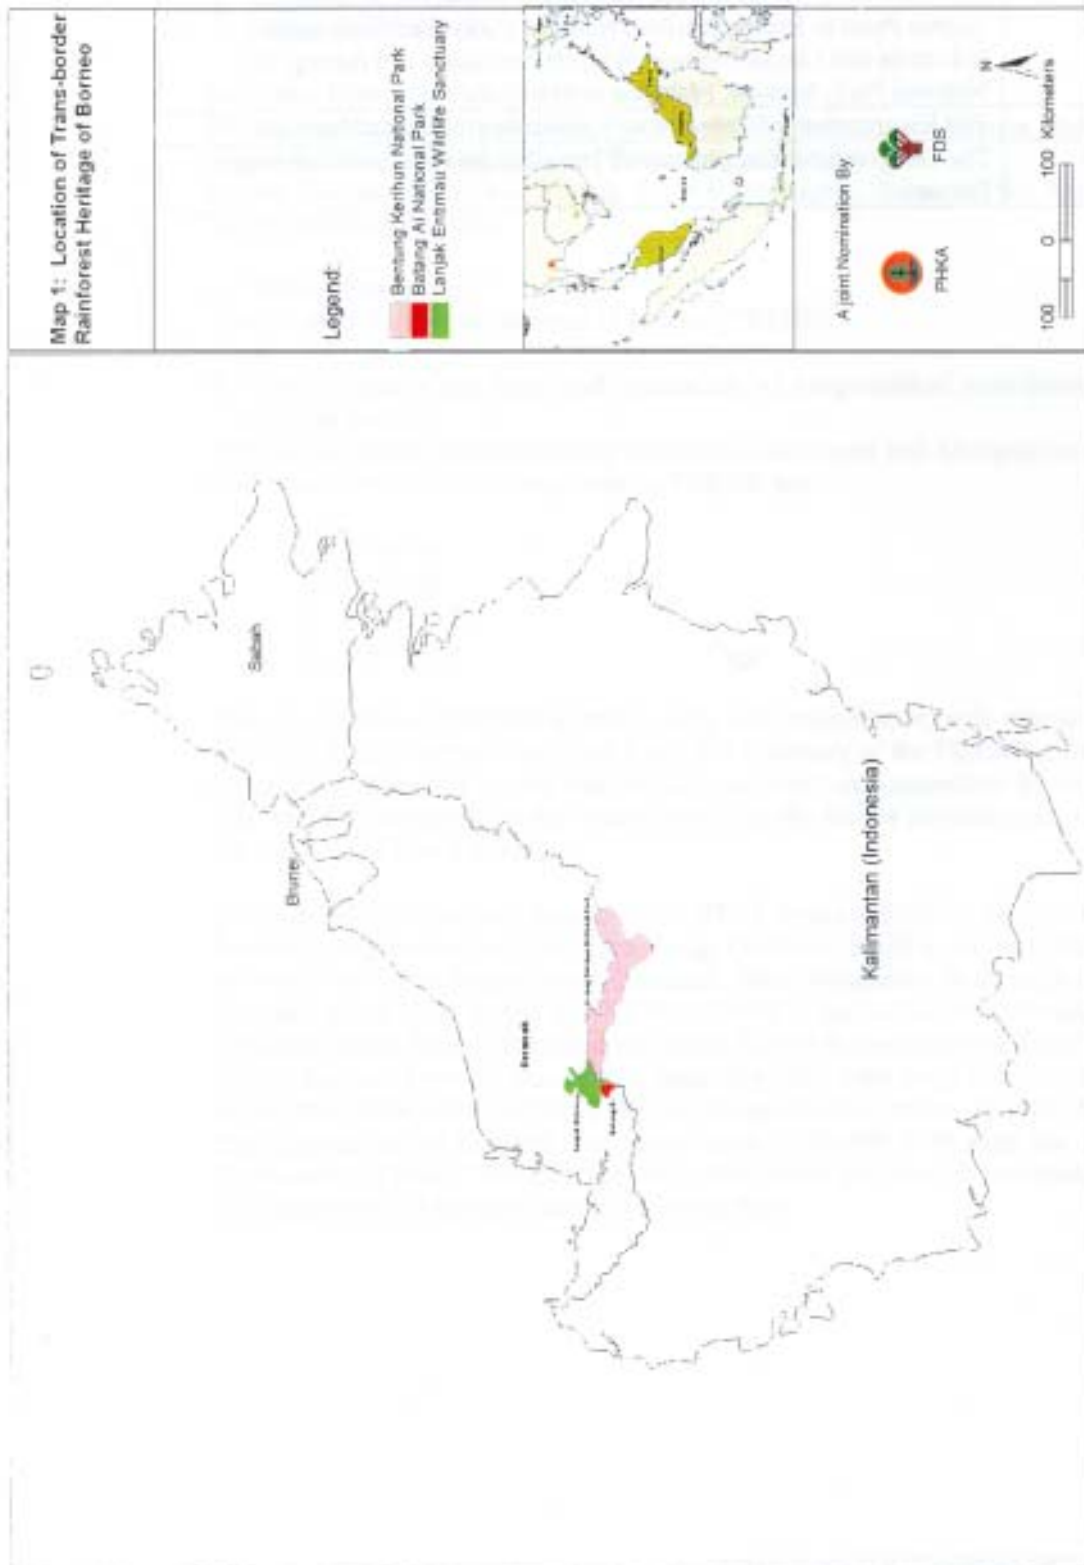 Map 1: Location of Trans-border
Rainforest Heritage of Borneo
Legend:
Bentung Kerihun National Park
Batang Ai National Park
Lanjak Entimau Wildlife Sanctuary
A joint Nomination By:
PHKA
FDS
N
100 0 100 Kilometers
Sabah
Brunei
Sarawak
Kalimantan (Indonesia)